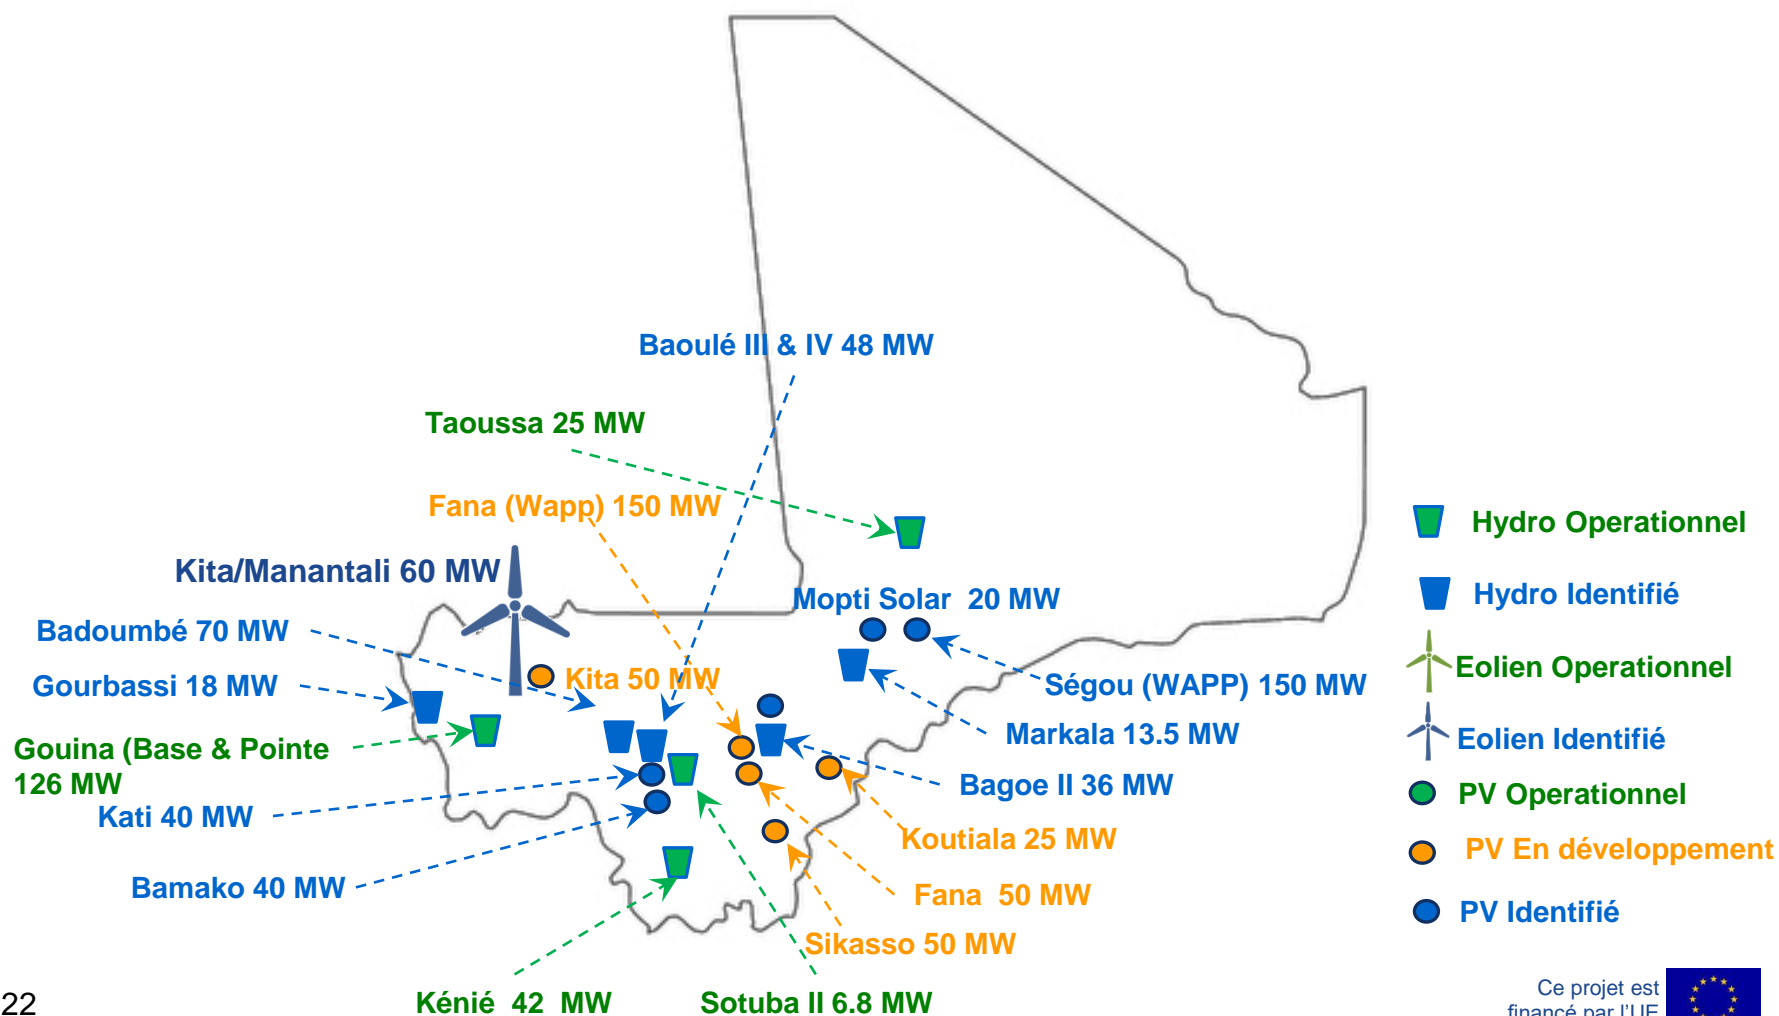 Baoulé III & IV 48 MW
Taoussa 25 MW
Fana (Wapp) 150 MW
Hydro Operationnel
Kita/Manantali 60 MW
Mopti Solar 20 MW
Hydro Identifié
Badoumbé 70 MW
Kita 50 MW
Eolien Operationnel
Gourbassi 18 MW
Ségou (WAPP) 150 MW
Markala 13.5 MW
Eolien Identifié
Gouina (Base & Pointe
126 MW
Bagoe II 36 MW
PV Operationnel
Kati 40 MW
Koutiala 25 MW
PV En développement
Bamako 40 MW
Fana 50 MW
PV Identifié
Sikasso 50 MW
Kénié 42 MW
Sotuba II 6.8 MW
22
Ce projet est
financé par l'UE